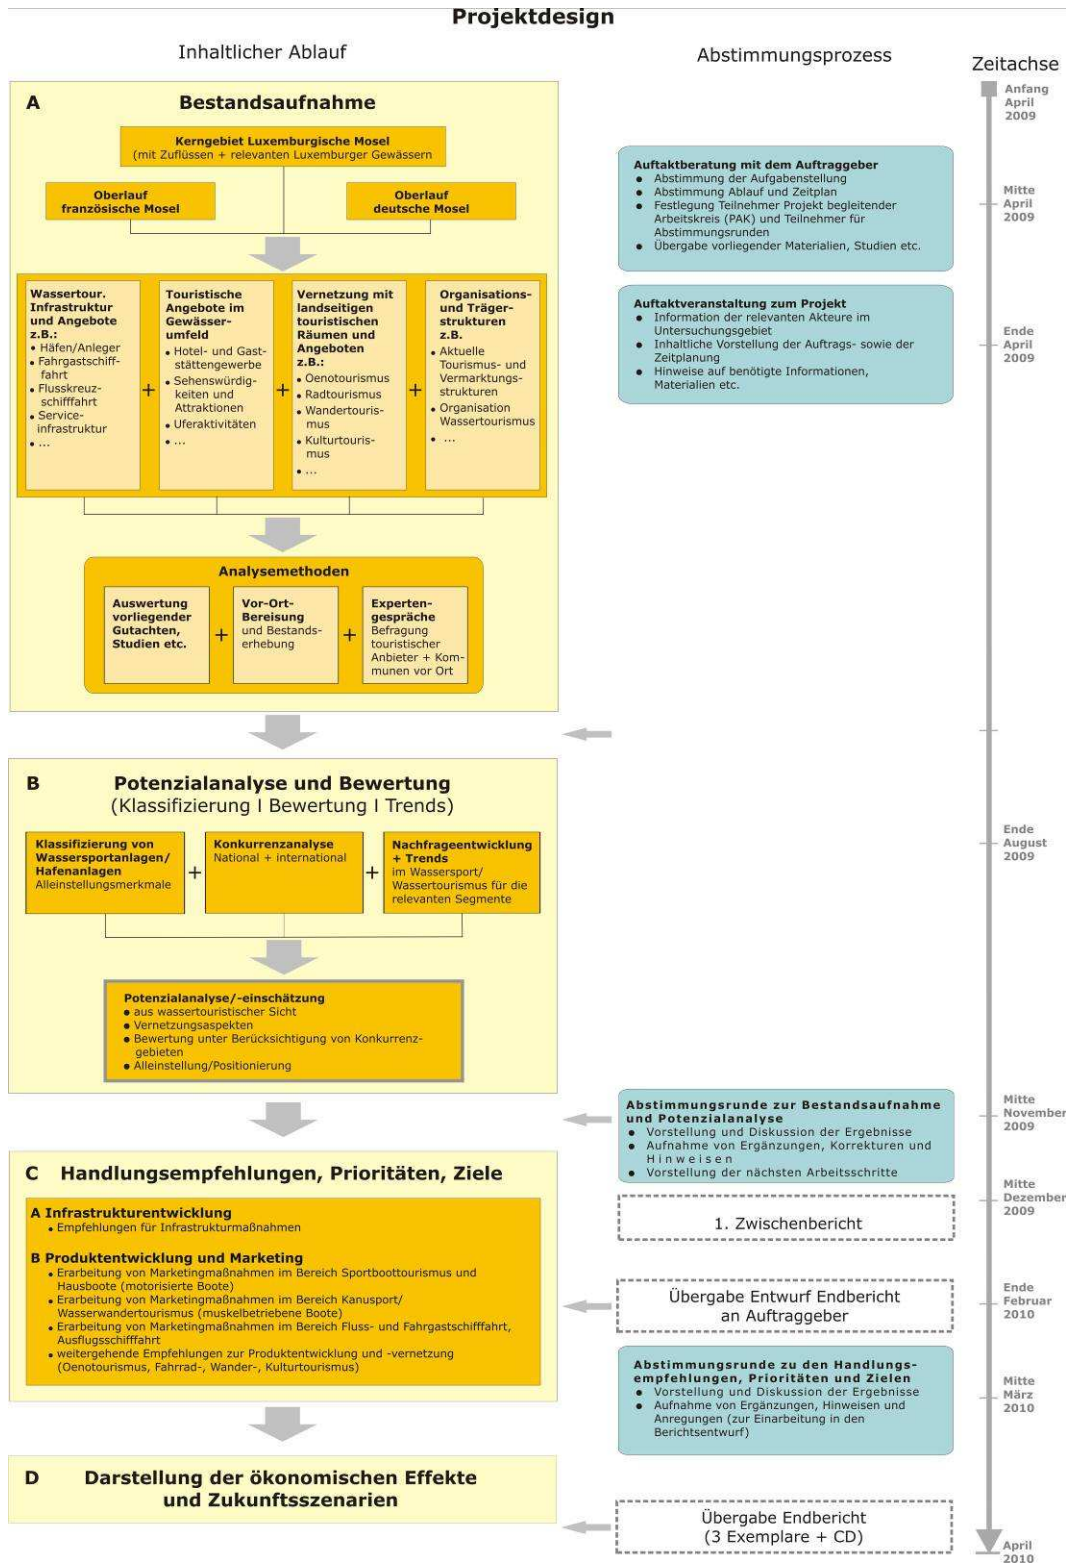 Projektdesign
Inhaltlicher Ablauf
Abstimmungsprozess
Zeitachse
A Bestandsaufnahme
Kerngebiet Luxemburgische Mosel
(mit Zuflüssen + relevanten Luxemburger Gewässern
Oberlauf
französische Mosel
Oberlauf
deutsche Mosel
Wassertour.
Infrastruktur
und Angebote
z.B.:
• Häfen/Anleger
• Fahrgastschiff-
fahrt
• Flusskreuz-
schifffahrt
• Service-
infrastruktur
• ...
+
Touristische
Angebote im
Gewässer-
umfeld
• Hotel- und Gast-
stättengewerbe
• Sehenswürdig-
keiten und
Attraktionen
• Uferaktivitäten
• ...
+
Vernetzung mit
landseitigen
touristischen
Räumen und
Angeboten
z.B.:
• Oenotourismus
• Radtourismus
• Wandertouris-
mus
• Kulturtouris-
mus
• ...
+
Organisations-
und Träger-
strukturen
z.B.
• Aktuelle
Tourismus- und
Vermarktungs-
strukturen
• Organisation
Wassertourismus
• ...
Analysemethoden
Auswertung
vorliegender
Gutachten,
Studien etc.
+
Vor-Ort-
Bereisung
und Bestands-
erhebung
+
Experten-
gespräche
Befragung
touristischer
Anbieter + Kom-
munen vor Ort
B Potenzialanalyse und Bewertung
(Klassifizierung I Bewertung I Trends)
Klassifizierung von
Wassersportanlagen/
Hafenanlagen
Alleinstellungsmerkmale
+
Konkurrenzanalyse
National + international
+
Nachfrageentwicklung
+ Trends
im Wassersport/
Wassertourismus für die
relevanten Segmente
Potenzialanalyse/-einschätzung
• aus wassertouristischer Sicht
• Vernetzungsaspekten
• Bewertung unter Berücksichtigung von Konkurrenz-
gebieten
• Alleinstellung/Positionierung
C Handlungsempfehlungen, Prioritäten, Ziele
A Infrastrukturentwicklung
• Empfehlungen für Infrastrukturmaßnahmen
B Produktentwicklung und Marketing
• Erarbeitung von Marketingmaßnahmen im Bereich Sportboottourismus und
Hausboote (motorisierte Boote)
• Erarbeitung von Marketingmaßnahmen im Bereich Kanusport/
Wasserwandertourismus (muskelbetriebene Boote)
• Erarbeitung von Marketingmaßnahmen im Bereich Fluss- und Fahrgastschifffahrt,
Ausflugsschifffahrt
• weitergehende Empfehlungen zur Produktentwicklung und -vernetzung
(Oenotourismus, Fahrrad-, Wander-, Kulturtourismus)
D Darstellung der ökonomischen Effekte
und Zukunftsszenarien
Auftaktberatung mit dem Auftraggeber
• Abstimmung der Aufgabenstellung
• Abstimmung Ablauf und Zeitplan
• Festlegung Teilnehmer Projekt begleitender
Arbeitskreis (PAK) und Teilnehmer für
Abstimmungsrunden
• Übergabe vorliegender Materialien, Studien etc.
Auftaktveranstaltung zum Projekt
• Information der relevanten Akteure im
Untersuchungsgebiet
• Inhaltliche Vorstellung der Auftrags- sowie der
Zeitplanung
• Hinweise auf benötigte Informationen,
Materialien etc.
Abstimmungsrunde zur Bestandsaufnahme
und Potenzialanalyse
• Vorstellung und Diskussion der Ergebnisse
• Aufnahme von Ergänzungen, Korrekturen und
Hinweisen
• Vorstellung der nächsten Arbeitsschritte
1. Zwischenbericht
Übergabe Entwurf Endbericht
an Auftraggeber
Abstimmungsrunde zu den Handlungs-
empfehlungen, Prioritäten und Zielen
• Vorstellung und Diskussion der Ergebnisse
• Aufnahme von Ergänzungen, Hinweisen und
Anregungen (zur Einarbeitung in den
Berichtsentwurf)
Übergabe Endbericht
(3 Exemplare + CD)
Anfang
April
2009
Mitte
April
2009
Ende
April
2009
Ende
August
2009
Mitte
November
2009
Mitte
Dezember
2009
Ende
Februar
2010
Mitte
März
2010
April
2010